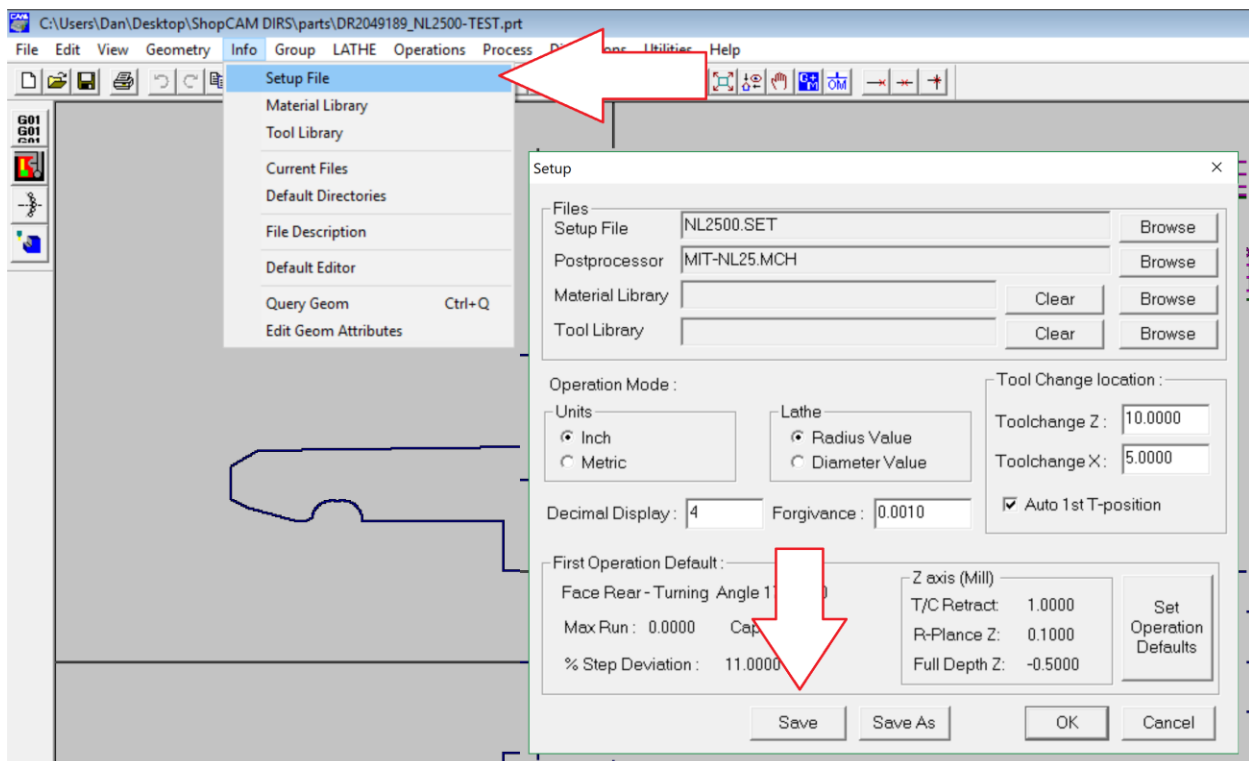 C:\Users\Dan\Desktop\ShopCAM DIRS\parts\DR2049189_NL2500-TEST.prt
File Edit View Geometry Info Group LATHE Operations Process Utilities Help
Setup File
Material Library
Tool Library
Current Files
Default Directories
File Description
Default Editor
Query Geom Ctrl+Q
Edit Geom Attributes
G01
G01
G01
Setup
Files
Setup File NL2500.SET Browse
Postprocessor MIT-NL25.MCH Browse
Material Library Clear Browse
Tool Library Clear Browse
Operation Mode :
Units
Inch
Metric
Lathe
Radius Value
Diameter Value
Tool Change location :
Toolchange Z : 10.0000
Toolchange X : 5.0000
Auto 1st T-position
Decimal Display : 4 Forgivance : 0.0010
First Operation Default :
Face Rear - Turning Angle
Max Run : 0.0000
% Step Deviation : 11.0000
Z axis (Mill)
T/C Retract: 1.0000
R-Plance Z: 0.1000
Full Depth Z: -0.5000
Set
Operation
Defaults
Save Save As OK Cancel